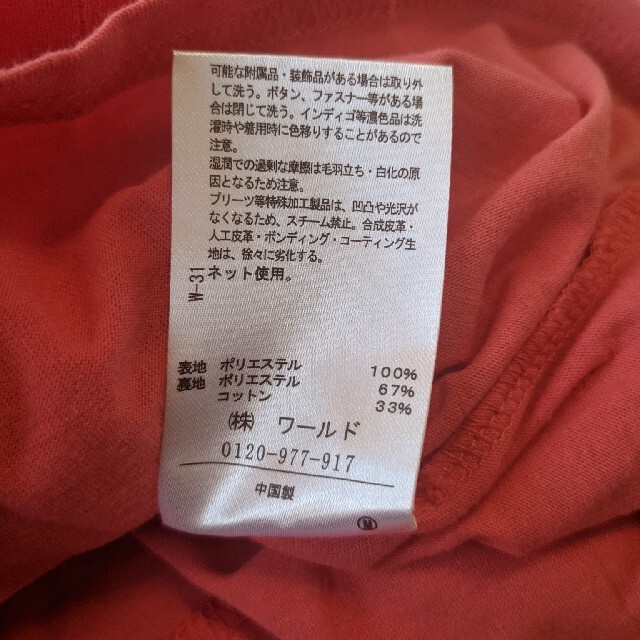 可能な附属品・装飾品がある場合は取り外
して洗う。ボタン、ファスナー等がある場
合は閉じて洗う。インディゴ等濃色品は洗
濯時や着用時に色移りすることがあるので
注意。
湿潤での過剰な摩擦は毛羽立ち・白化の原
因となるため注意。
プリーツ等特殊加工製品は、凹凸や光沢が
なくなるため、スチーム禁止。合成皮革・
人工皮革・ボンディング・コーティング生
地は、徐々に劣化する。
ネット使用。
W-31
表地 ポリエステル 100%
裏地 ポリエステル 67%
コットン 33%
㈱ ワールド
0120-977-917
中国製
Ⓜ